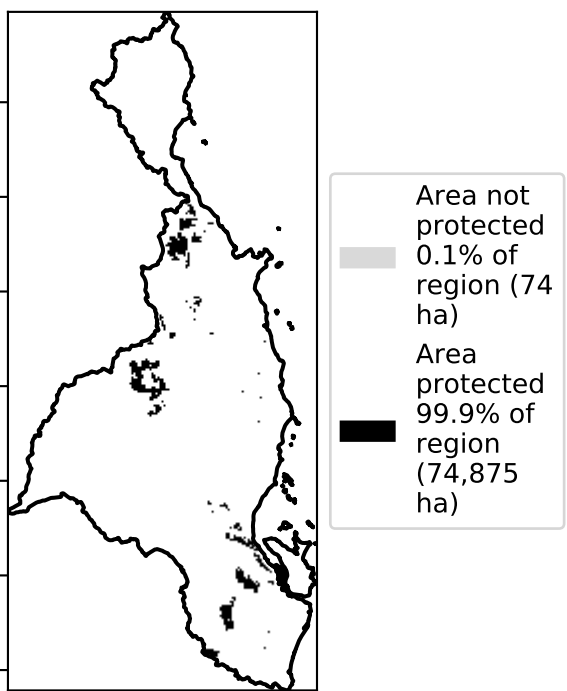 Area not
protected
0.1% of
region (74
ha)
Area
protected
99.9% of
region
(74,875
ha)